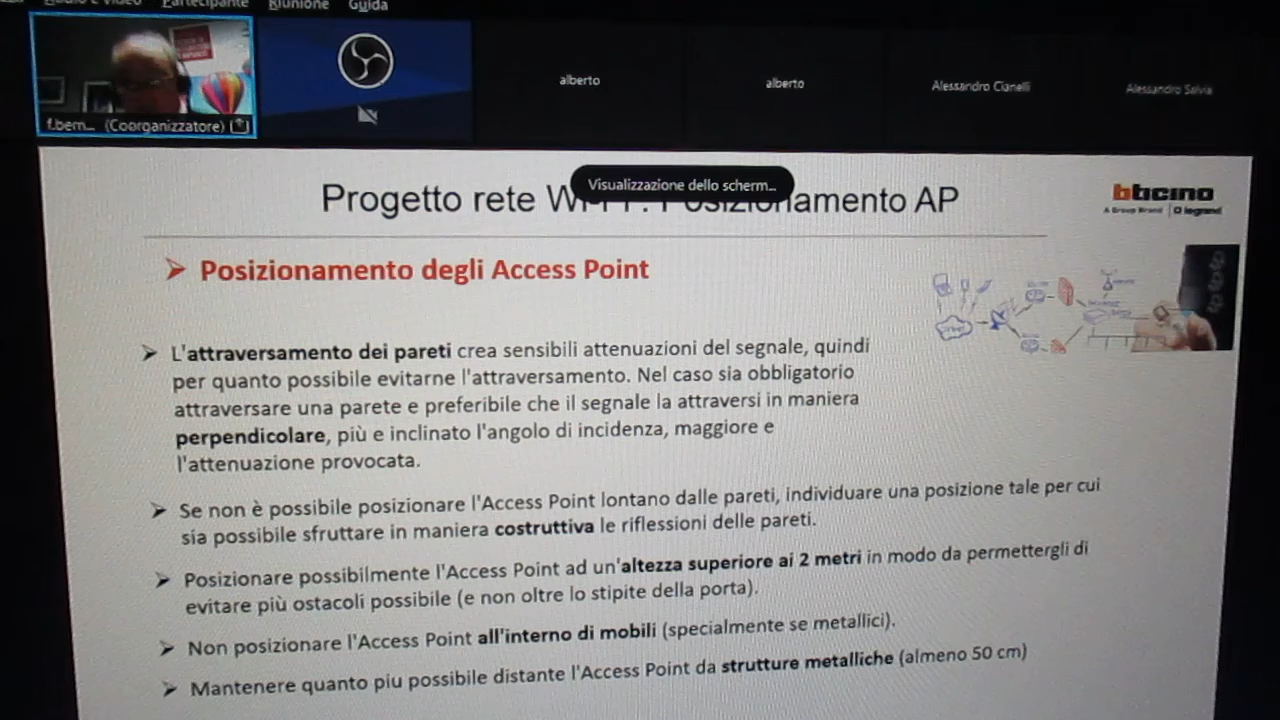 Partecipante Riunione Guida
f.bern... (Coorganizzatore)
alberto
alberto
Alessandro Cianelli
Alessandro Salvia
Visualizzazione dello scherm...
Progetto rete W amento AP
bticino
A Group Brand legrand
Posizionamento degli Access Point
L'attraversamento dei pareti crea sensibili attenuazioni del segnale, quindi
per quanto possibile evitarne l'attraversamento. Nel caso sia obbligatorio
attraversare una parete e preferibile che il segnale la attraversi in maniera
perpendicolare, più e inclinato l'angolo di incidenza, maggiore e
l'attenuazione provocata.
Se non è possibile posizionare l'Access Point lontano dalle pareti, individuare una posizione tale per cui
sia possibile sfruttare in maniera costruttiva le riflessioni delle pareti.
Posizionare possibilmente l'Access Point ad un'altezza superiore ai 2 metri in modo da permettergli di
evitare più ostacoli possibile (e non oltre lo stipite della porta).
Non posizionare l'Access Point all'interno di mobili (specialmente se metallici).
Mantenere quanto piu possibile distante l'Access Point da strutture metalliche (almeno 50 cm)